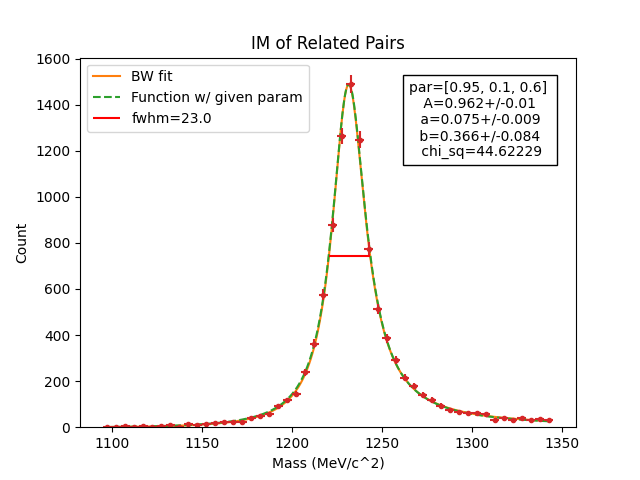 IM of Related Pairs
BW fit
Function w/ given param
fwhm=23.0
par=[0.95, 0.1, 0.6]
A=0.962+/-0.01
a=0.075+/-0.009
b=0.366+/-0.084
chi_sq=44.62229
Count
1600
1400
1200
1000
800
600
400
200
0
1100 1150 1200 1250 1300 1350
Mass (MeV/c^2)